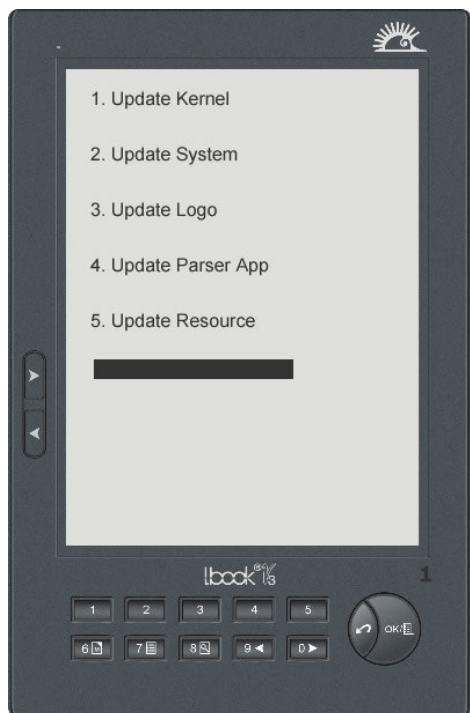 1. Update Kernel
2. Update System
3. Update Logo
4. Update Parser App
5. Update Resource
lbook® V3
1
1 2 3 4 5
6 7 8 9 0
OK/